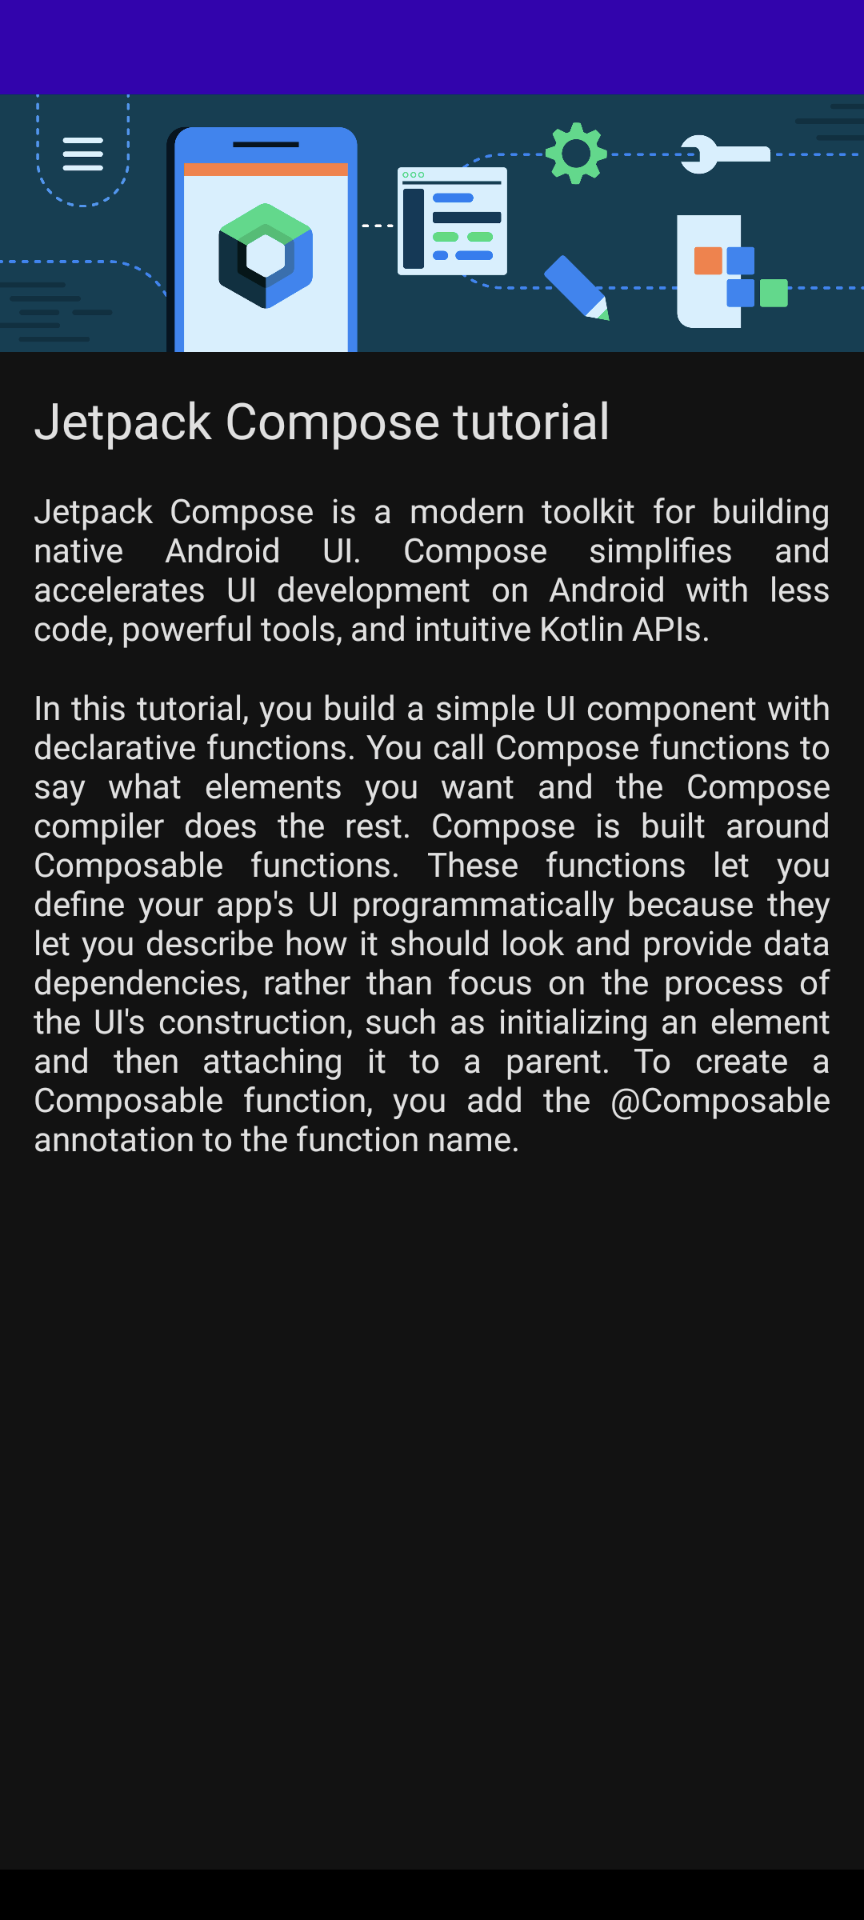 Jetpack Compose tutorial
Jetpack Compose is a modern toolkit for building
native Android UI. Compose simplifies and
accelerates UI development on Android with less
code, powerful tools, and intuitive Kotlin APIs.
In this tutorial, you build a simple UI component with
declarative functions. You call Compose functions to
say what elements you want and the Compose
compiler does the rest. Compose is built around
Composable functions. These functions let you
define your app's UI programmatically because they
let you describe how it should look and provide data
dependencies, rather than focus on the process of
the UI's construction, such as initializing an element
and then attaching it to a parent. To create a
Composable function, you add the @Composable
annotation to the function name.